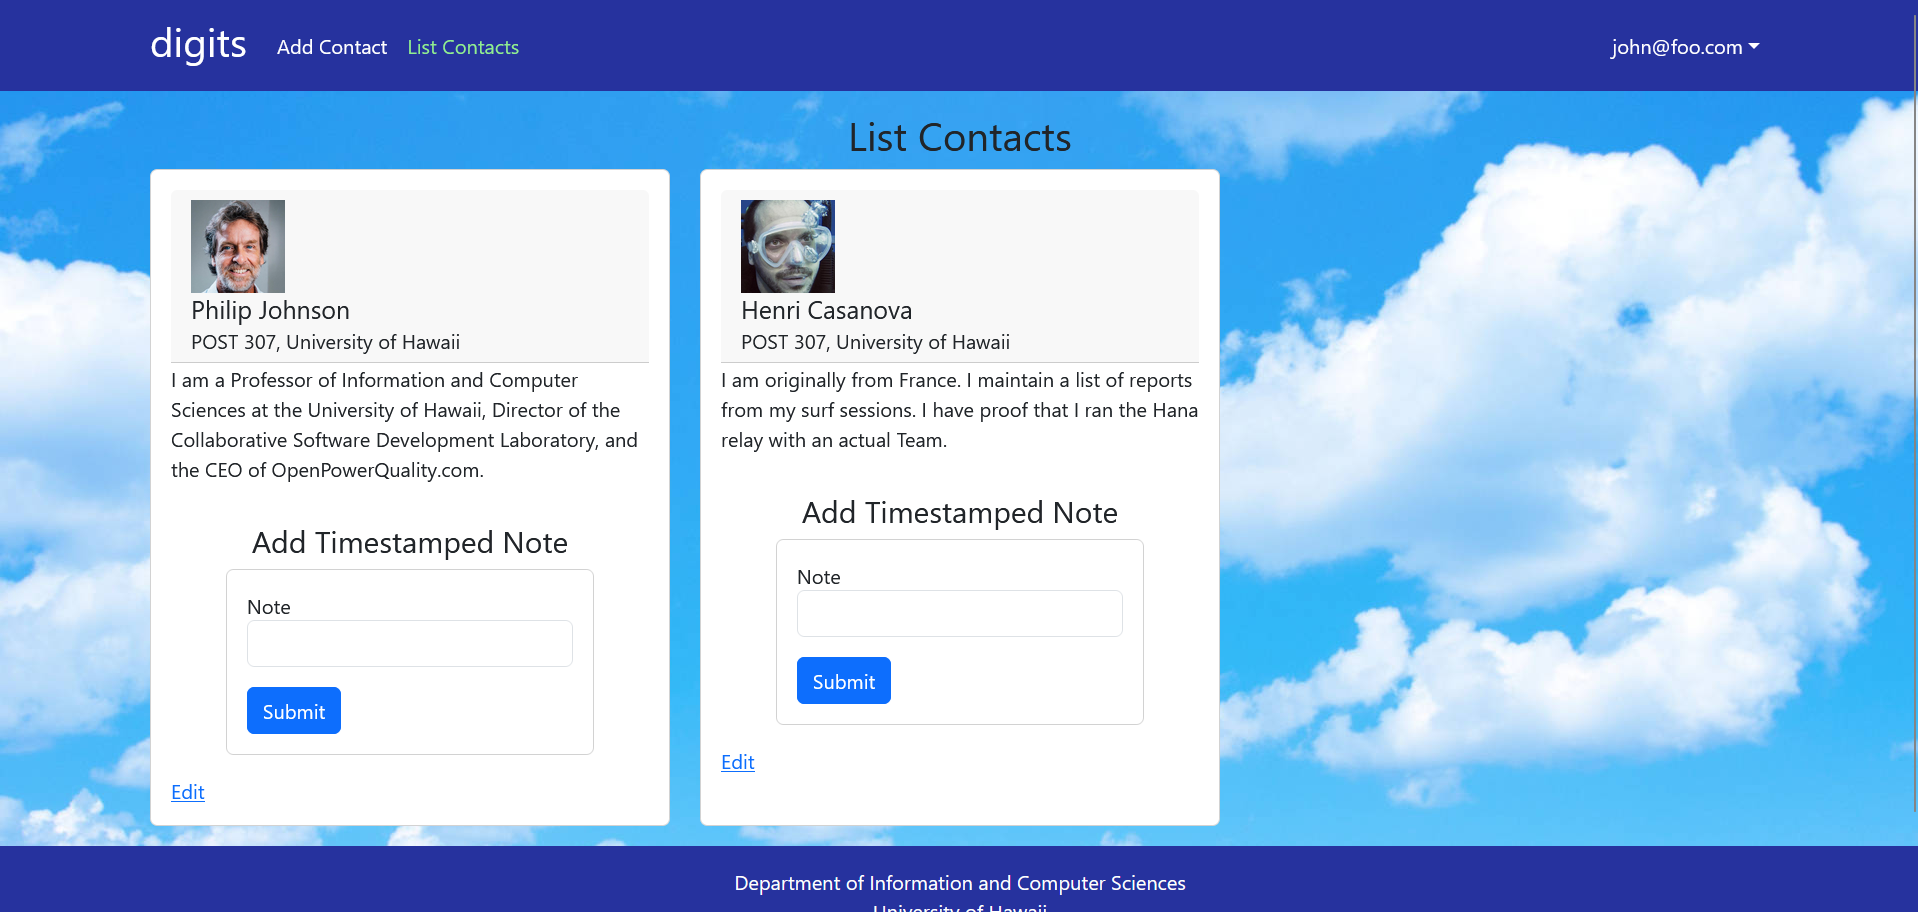 digits
Add Contact
List Contacts
john@foo.com
List Contacts
Philip Johnson
POST 307, University of Hawaii
I am a Professor of Information and Computer
Sciences at the University of Hawaii, Director of the
Collaborative Software Development Laboratory, and
the CEO of OpenPowerQuality.com.
Add Timestamped Note
Note
Submit
Edit
Henri Casanova
POST 307, University of Hawaii
I am originally from France. I maintain a list of reports
from my surf sessions. I have proof that I ran the Hana
relay with an actual Team.
Add Timestamped Note
Note
Submit
Edit
Department of Information and Computer Sciences
University of Hawaii